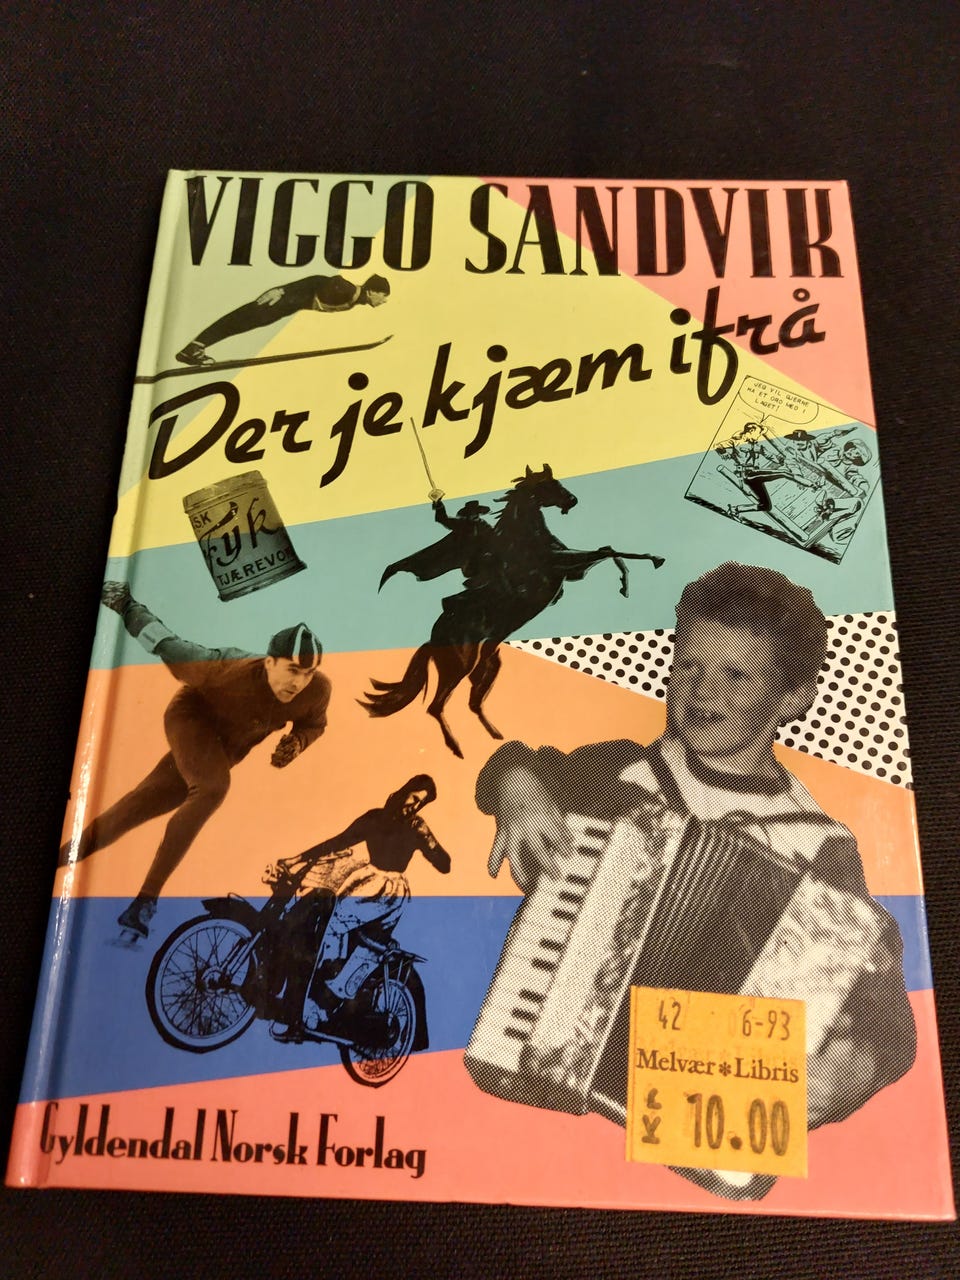 VIGGO SANDVIK
Der je kjæm ifrå
JEG VIL GJERNE
HA ET ORD MED I
LAGET!
SK
Fyk
TJÆREVOK
42 6-93
Melvær*Libris
10.00
Gyldendal Norsk Forlag